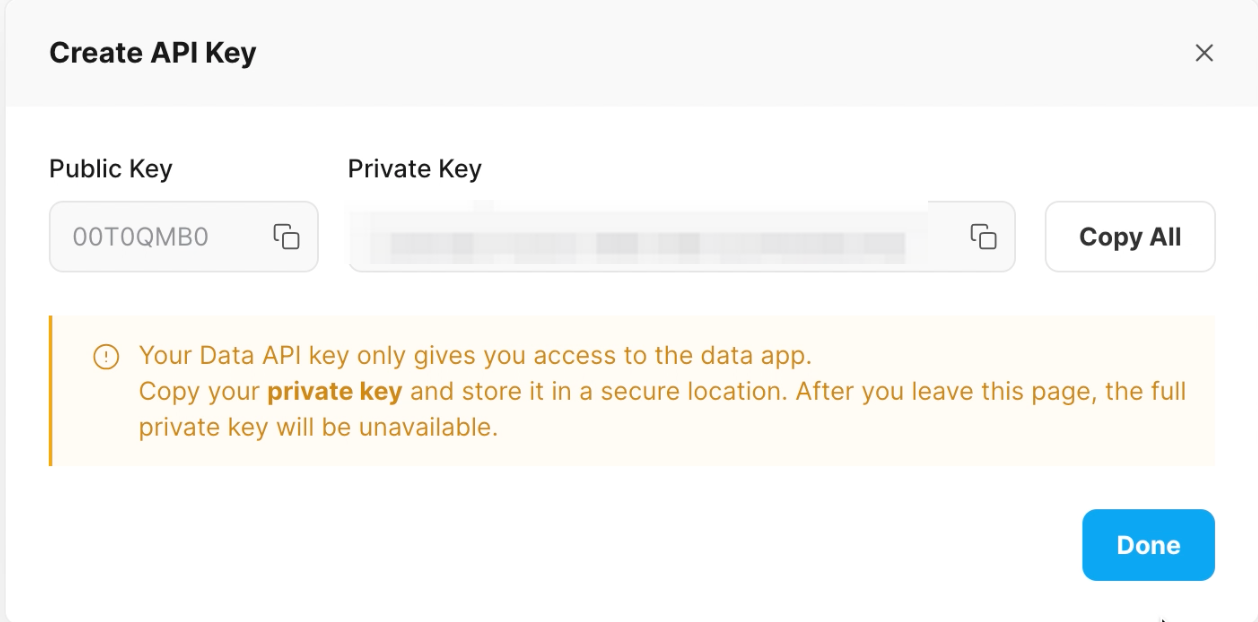 Create API Key
Public Key
Private Key
00T0QMB0
Copy All
Your Data API key only gives you access to the data app.
Copy your private key and store it in a secure location. After you leave this page, the full
private key will be unavailable.
Done